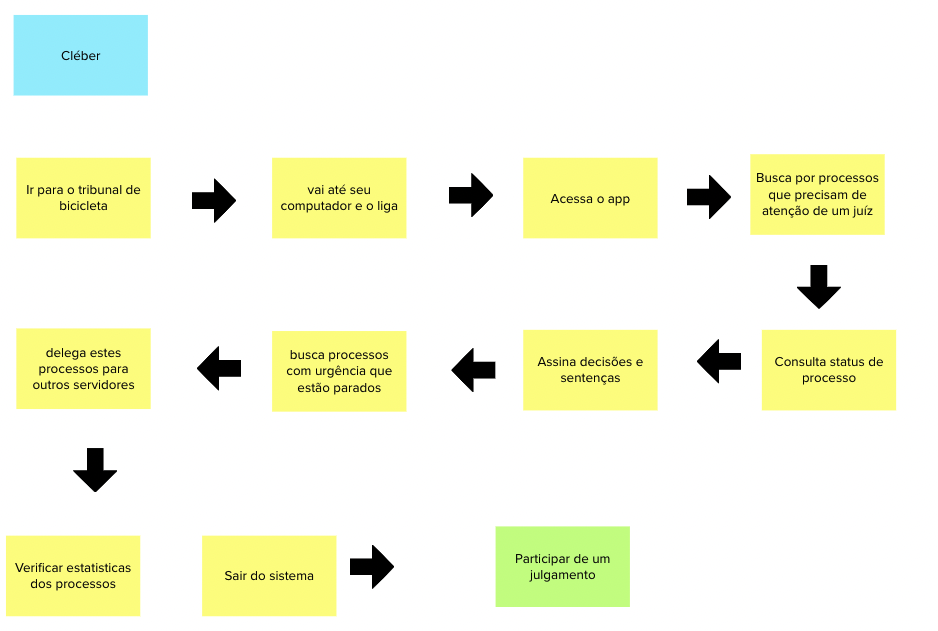 Cléber
Ir para o tribunal de
bicicleta
vai até seu
computador e o liga
Acessa o app
Busca por processos
que precisam de
atenção de um juíz
Consulta status de
processo
Assina decisões e
sentenças
busca processos
com urgência que
estão parados
delega estes
processos para
outros servidores
Verificar estatisticas
dos processos
Sair do sistema
Participar de um
julgamento